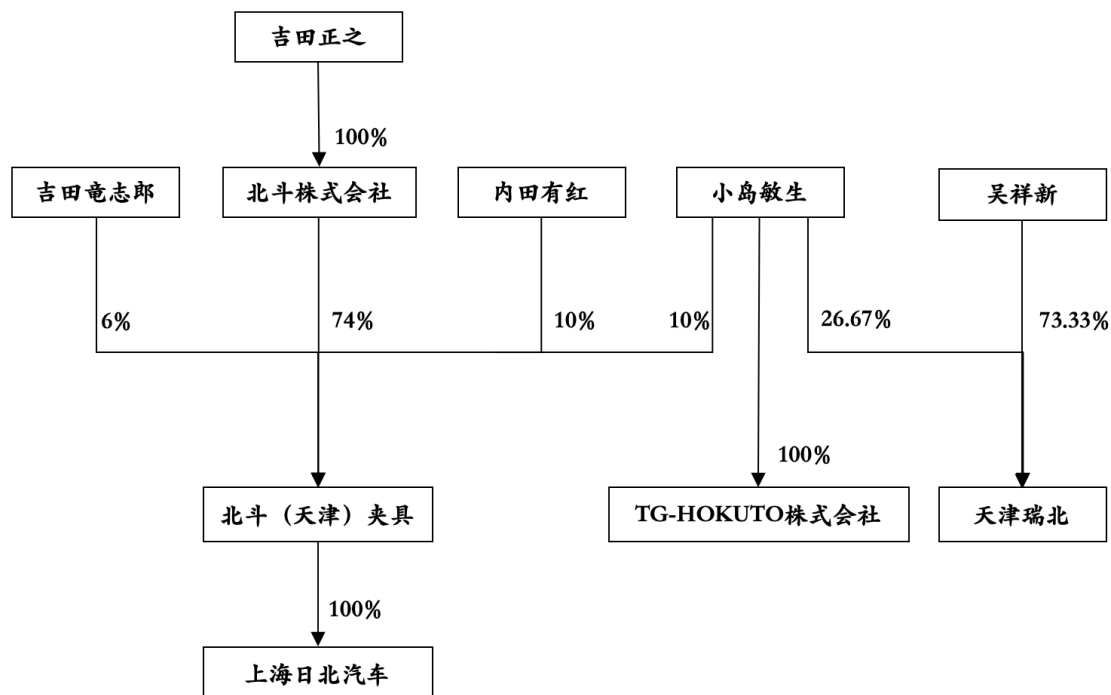 吉田正之
100%
吉田竜志郎
北斗株式会社
内田有红
小岛敏生
吴祥新
6%
74%
10%
10%
26.67%
73.33%
100%
北斗（天津）夹具
TG-HOKUTO株式会社
天津瑞北
100%
上海日北汽车